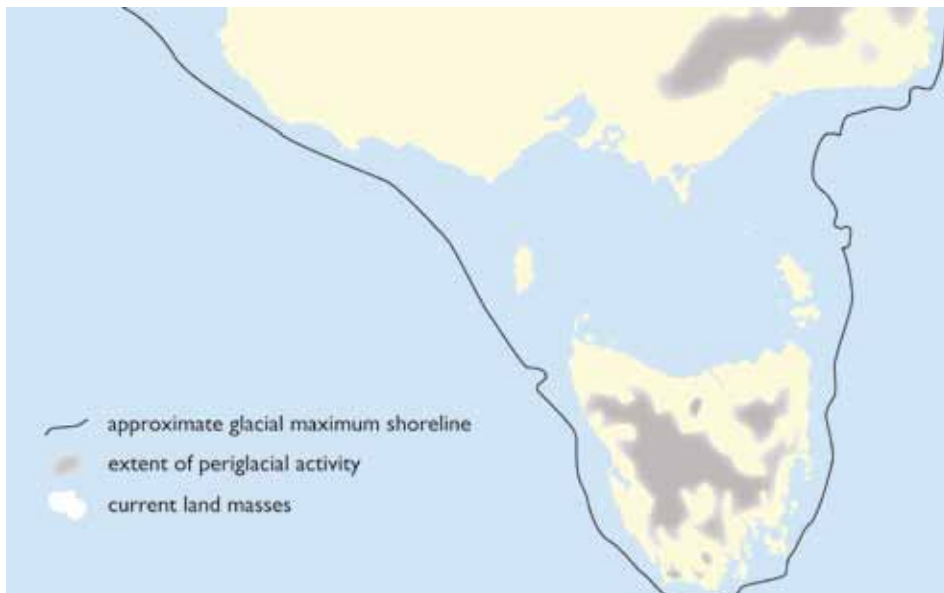 approximate glacial maximum shoreline
extent of periglacial activity
current land masses